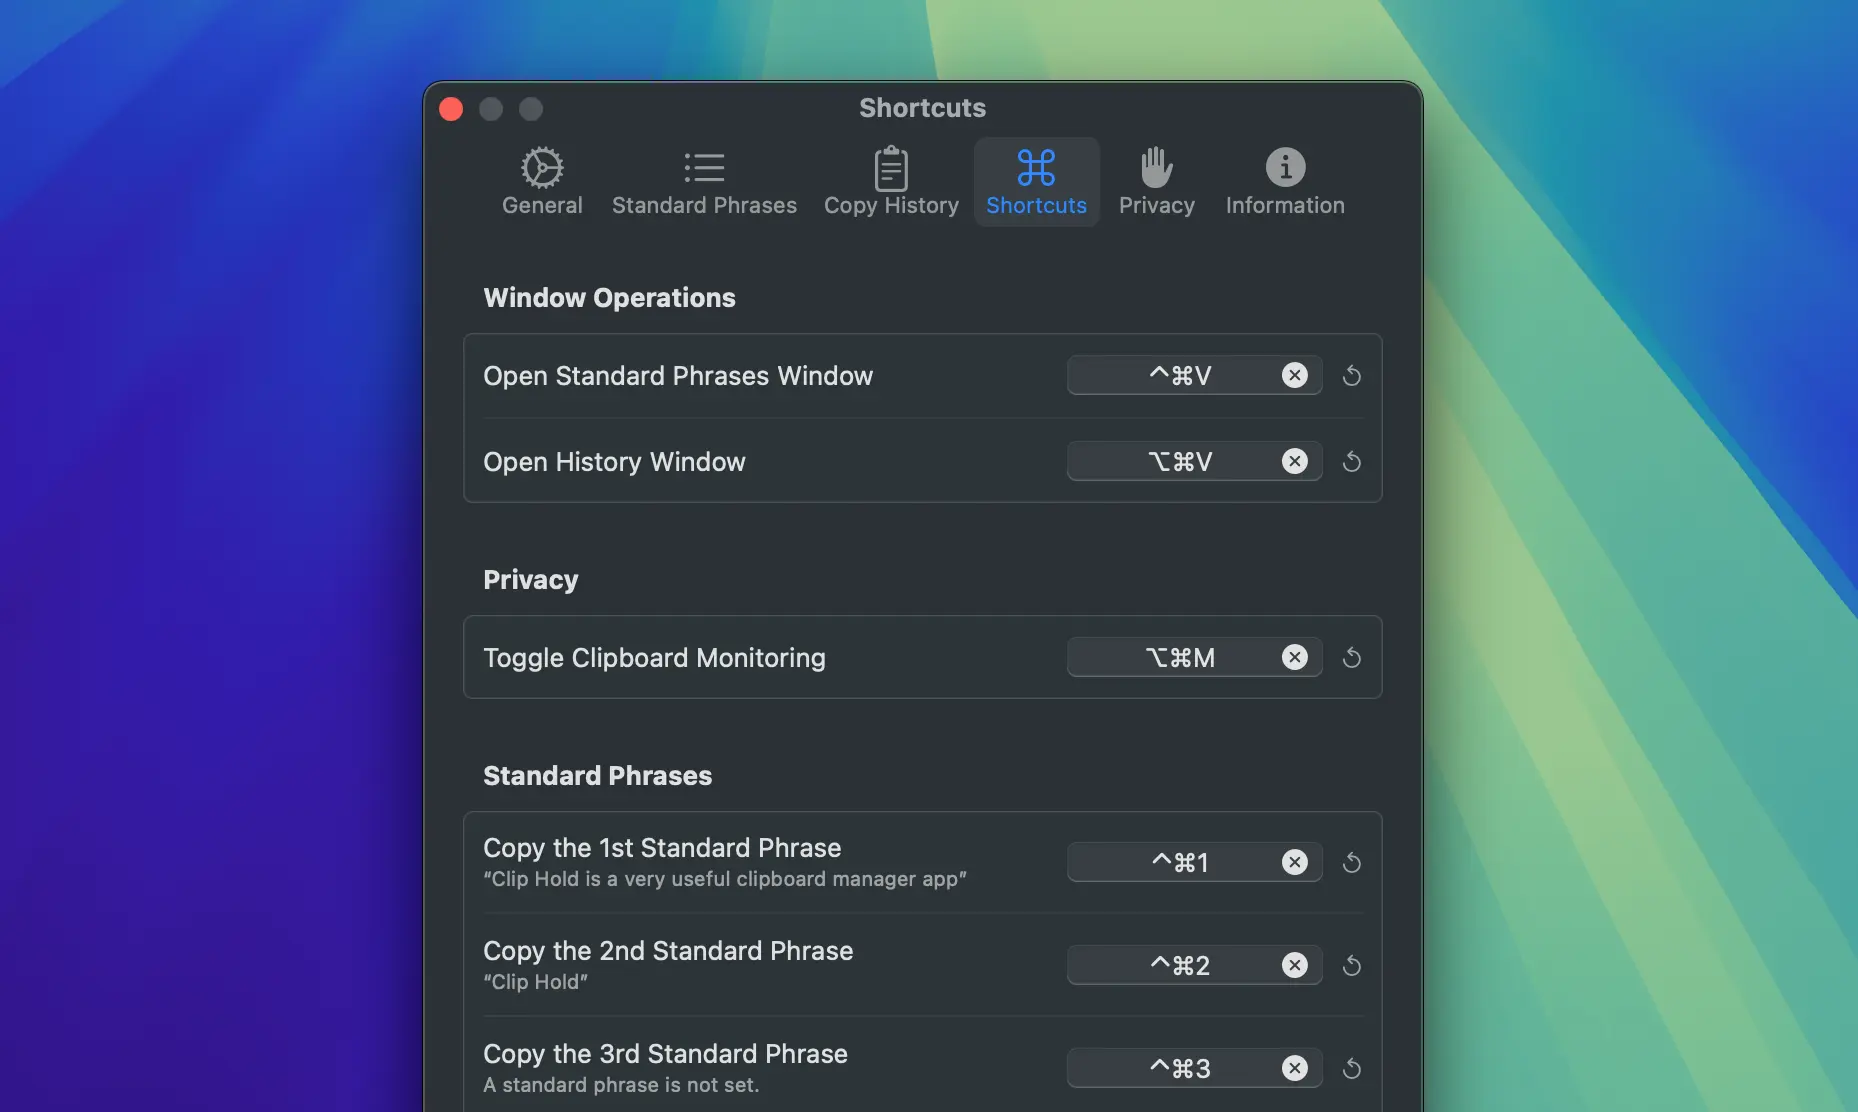 Shortcuts
General
Standard Phrases
Copy History
Shortcuts
Privacy
Information
Window Operations
Open Standard Phrases Window
^⌘V
Open History Window
⌥⌘V
Privacy
Toggle Clipboard Monitoring
⌥⌘M
Standard Phrases
Copy the 1st Standard Phrase
^⌘1
“Clip Hold is a very useful clipboard manager app”
Copy the 2nd Standard Phrase
^⌘2
“Clip Hold”
Copy the 3rd Standard Phrase
^⌘3
A standard phrase is not set.